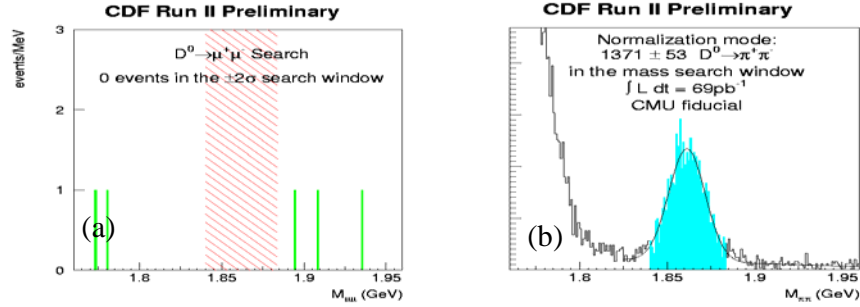 CDF Run II Preliminary
events/MeV
3
2
1
0
D⁰→μ⁺μ⁻ Search
0 events in the ±2σ search window
(a)
1.8
1.85
1.9
1.95
M_μμ (GeV)
CDF Run II Preliminary
Normalization mode:
1371 ± 53 D⁰→π⁺π⁻
in the mass search window
∫ L dt = 69pb⁻¹
CMU fiducial
(b)
1.8
1.85
1.9
1.95
M_ππ (GeV)